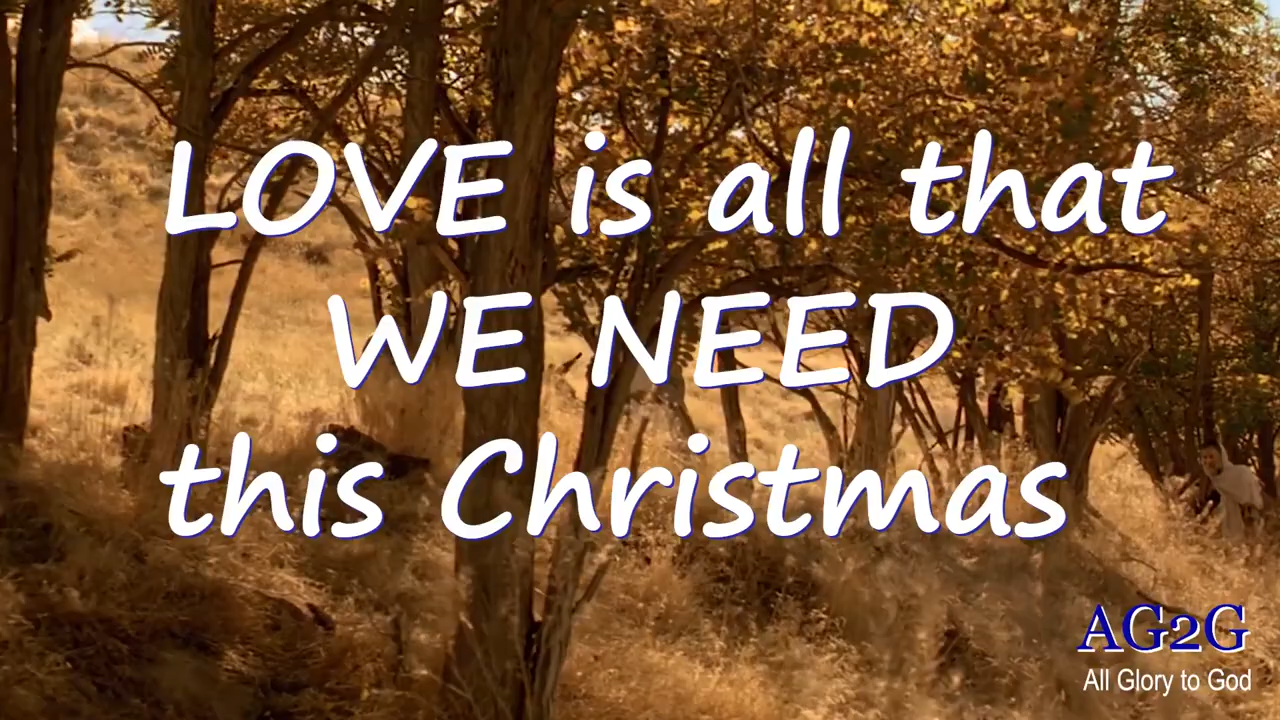 LOVE is all that
WE NEED
this Christmas
AG2G
All Glory to God